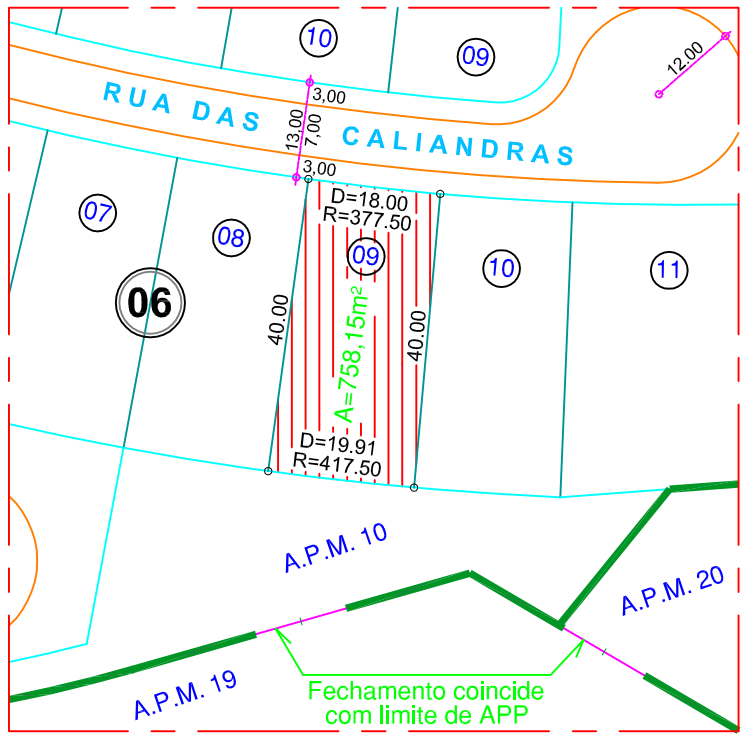 10
09
12,00
3,00
RUA DAS CALIANDRAS
13,00
7,00
3,00
D=18.00
R=377.50
07
08
09
10
11
06
40.00
A=758,15m²
40.00
D=19.91
R=417.50
A.P.M. 10
A.P.M. 20
A.P.M. 19
Fechamento coincide
com limite de APP